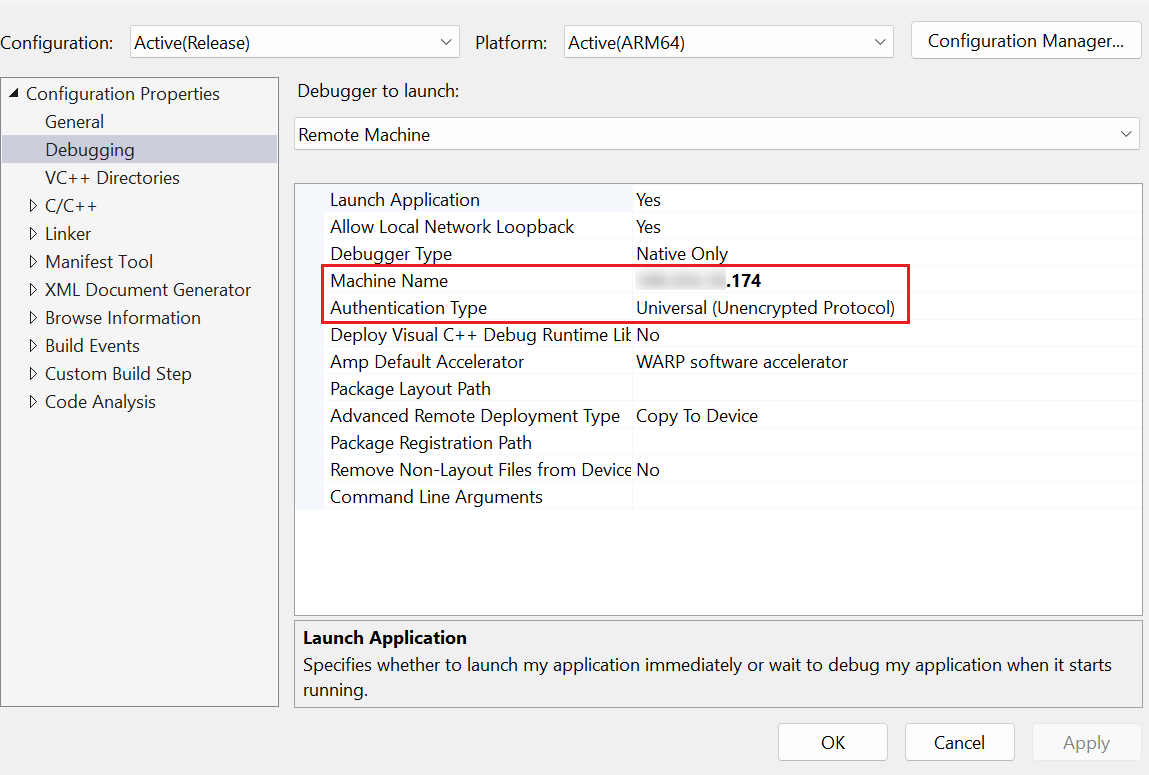 Configuration: Active(Release) Platform: Active(ARM64) Configuration Manager...
Configuration Properties
General
Debugging
VC++ Directories
C/C++
Linker
Manifest Tool
XML Document Generator
Browse Information
Build Events
Custom Build Step
Code Analysis
Debugger to launch:
Remote Machine
Launch Application Yes
Allow Local Network Loopback Yes
Debugger Type Native Only
Machine Name .174
Authentication Type Universal (Unencrypted Protocol)
Deploy Visual C++ Debug Runtime Lib No
Amp Default Accelerator WARP software accelerator
Package Layout Path
Advanced Remote Deployment Type Copy To Device
Package Registration Path
Remove Non-Layout Files from Device No
Command Line Arguments
Launch Application
Specifies whether to launch my application immediately or wait to debug my application when it starts
running.
OK Cancel Apply